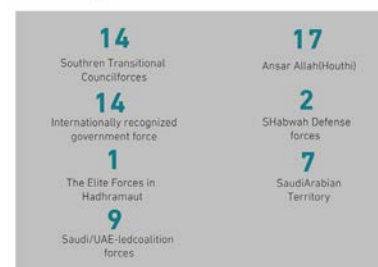 14
Southren Transitional
Councilforces
14
Internationally recognized
government force
1
The Elite Forces in
Hadhramaut
9
Saudi/UAE-ledcoalition
forces
17
Ansar Allah(Houthi)
2
SHabwah Defense
forces
7
SaudiArabian
Territory